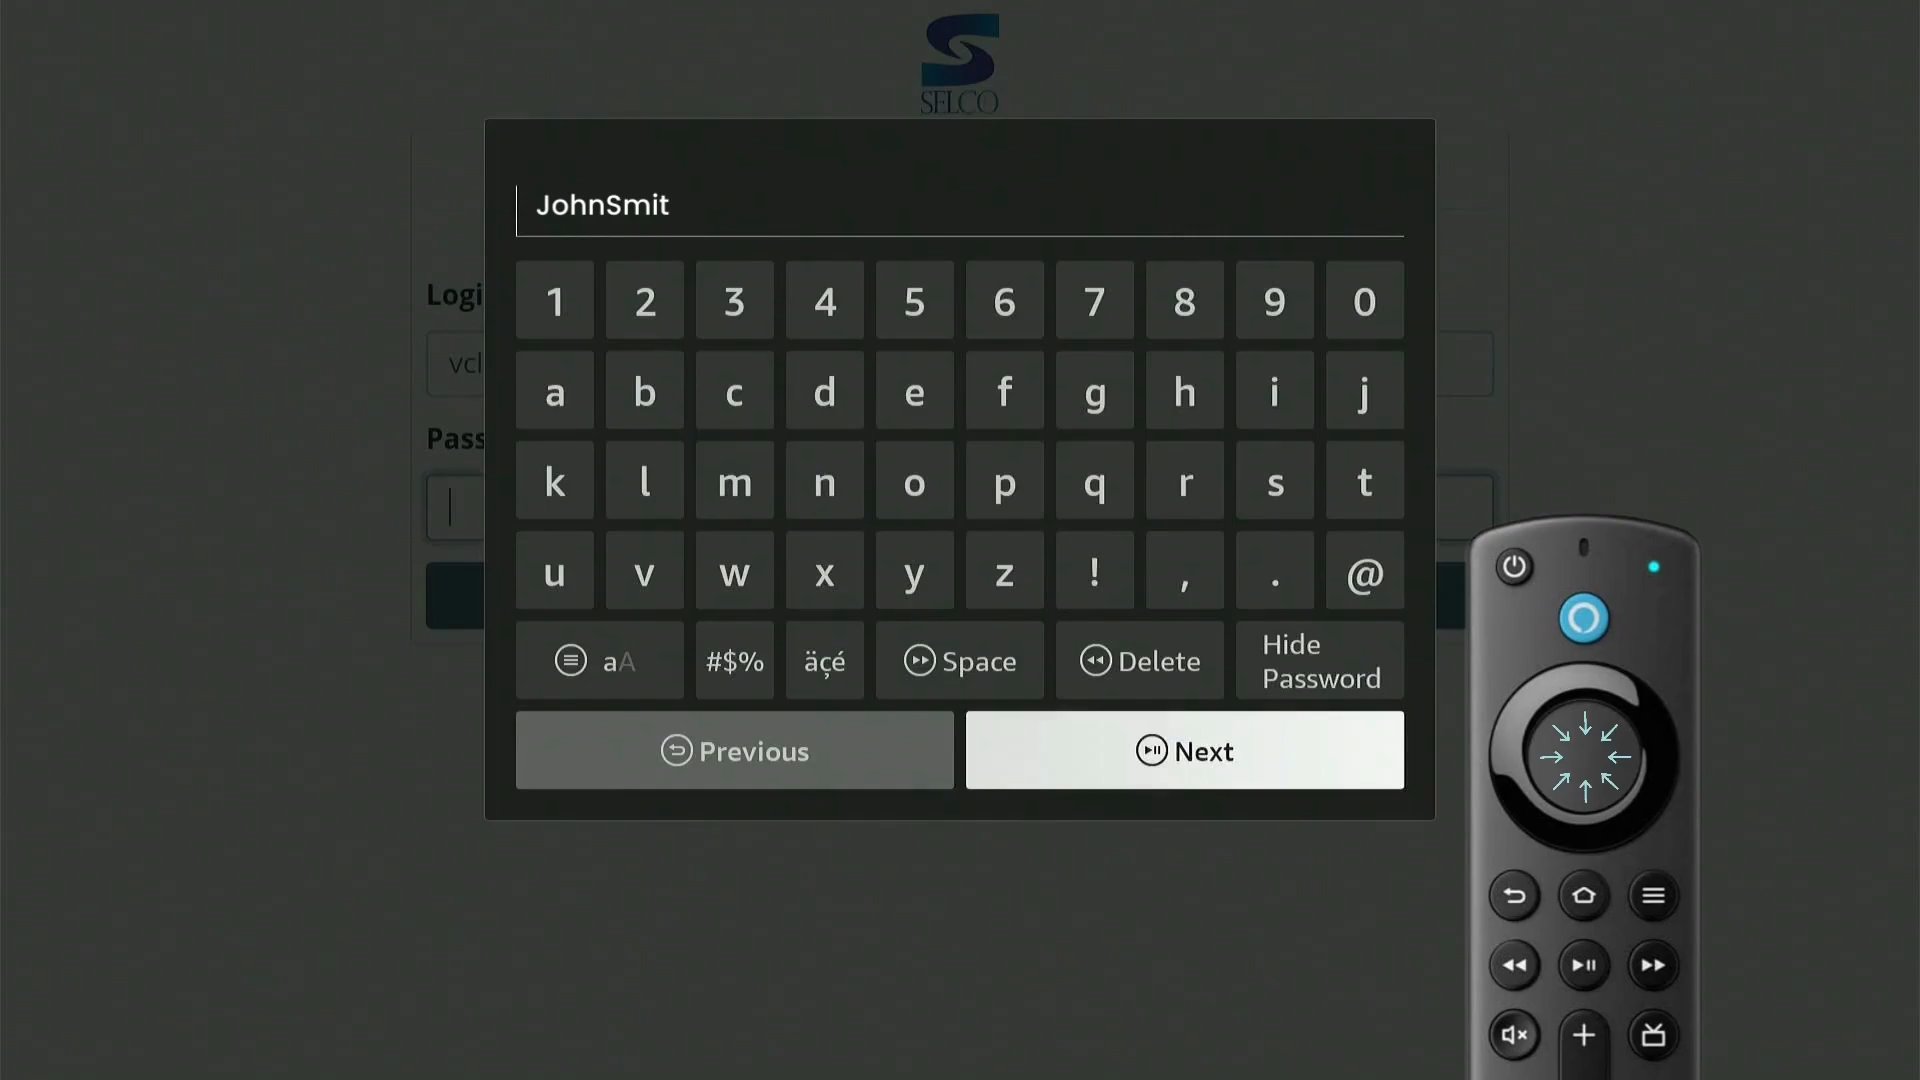 SELCO
JohnSmit
1 2 3 4 5 6 7 8 9 0
Logi
a b c d e f g h i j
vcl
Pass
k l m n o p q r s t
u v w x y z ! , . @
aA #$% äçé Space Delete Hide Password
Previous Next